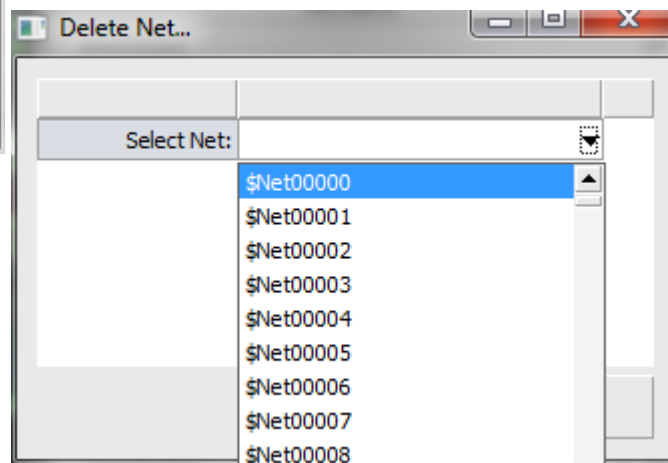 Delete Net...
Select Net:
$Net00000
$Net00001
$Net00002
$Net00003
$Net00004
$Net00005
$Net00006
$Net00007
$Net00008